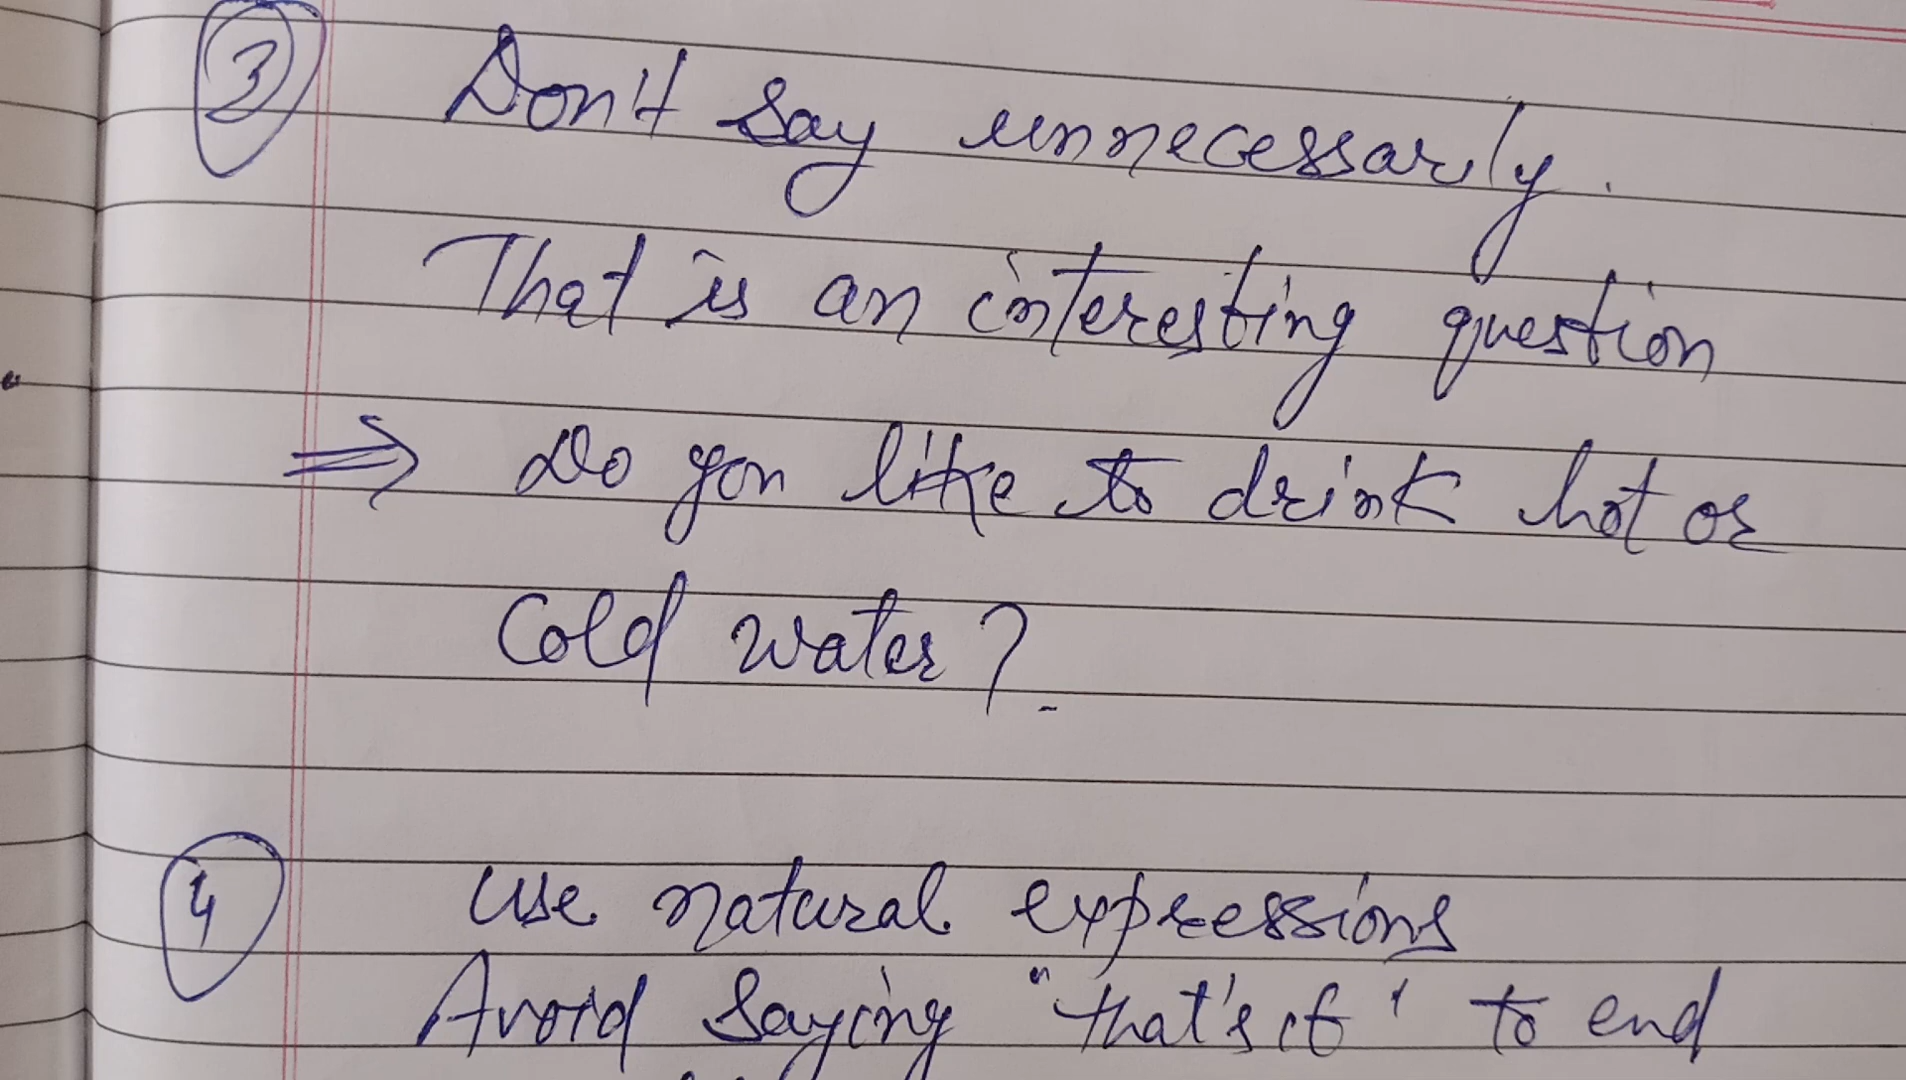 3 Don't Say unnecessarily.
That is an interesting question
⇒ Do you like to drink hot or
Cold water?
4 Use natural expressions
Avoid Saying "that's it' to end